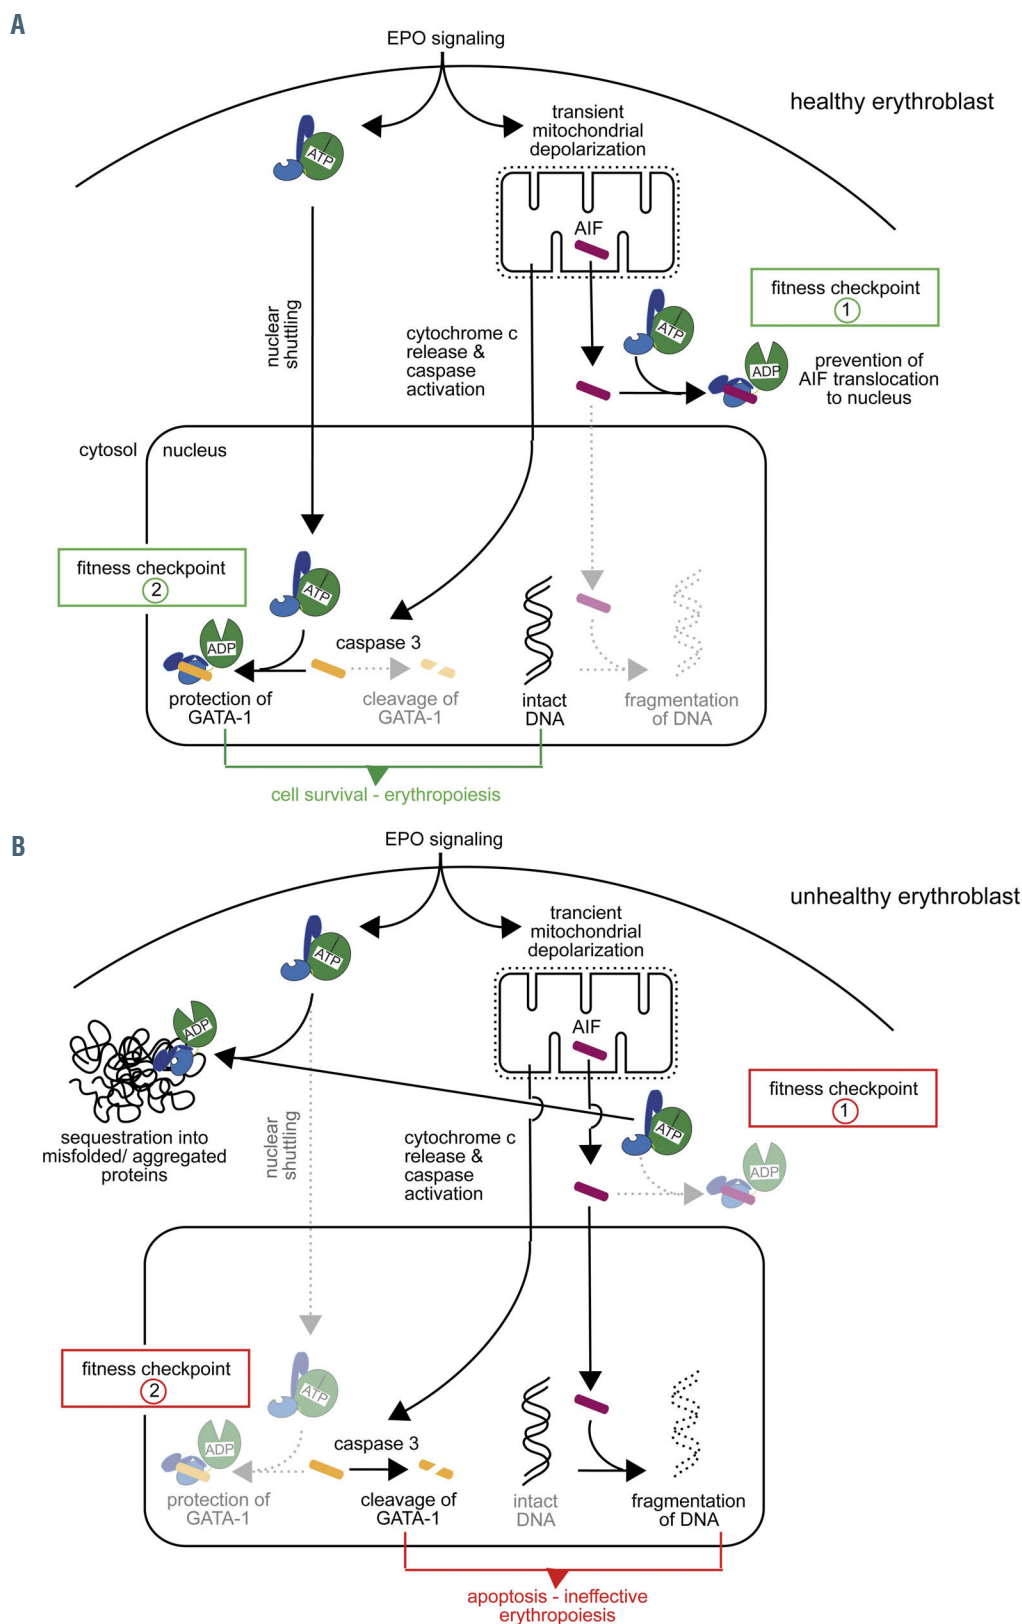 A
EPO signaling
healthy erythroblast
transient
mitochondrial
depolarization
ATP
AIF
fitness checkpoint
1
nuclear
shuttling
cytochrome c
release &
caspase
activation
ATP
ADP
prevention of
AIF translocation
to nucleus
cytosol
nucleus
fitness checkpoint
2
ATP
ADP
caspase 3
protection of
GATA-1
cleavage of
GATA-1
intact
DNA
fragmentation
of DNA
cell survival - erythropoiesis
B
EPO signaling
unhealthy erythroblast
trancient
mitochondrial
depolarization
ATP
ADP
AIF
fitness checkpoint
1
sequestration into
misfolded/ aggregated
proteins
nuclear
shuttling
cytochrome c
release &
caspase
activation
ATP
ADP
fitness checkpoint
2
ATP
ADP
caspase 3
protection of
GATA-1
cleavage of
GATA-1
intact
DNA
fragmentation
of DNA
apoptosis - ineffective
erythropoiesis